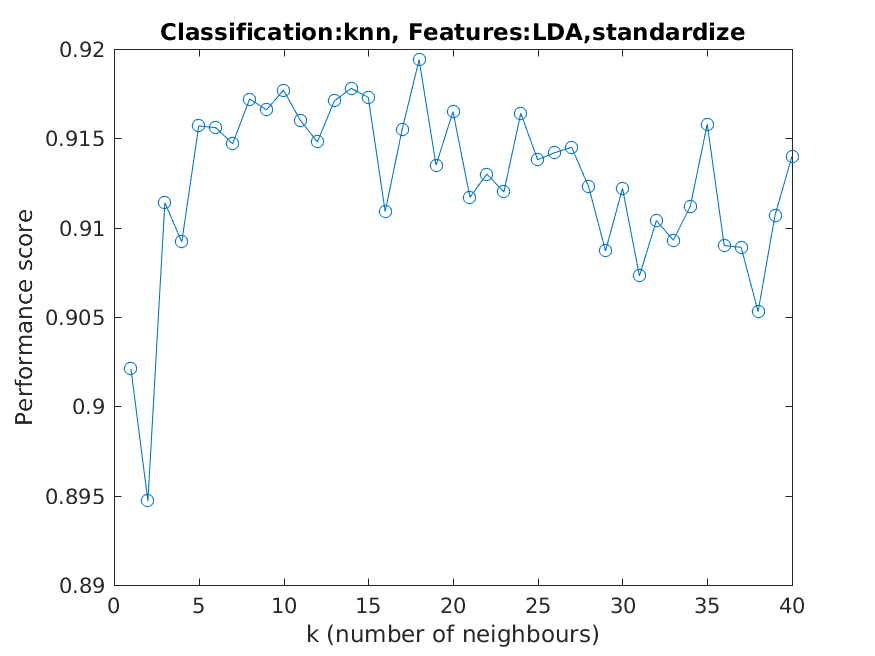 Classification:knn, Features:LDA,standardize
0.92
0.915
0.91
0.905
0.9
0.895
0.89
Performance score
0 5 10 15 20 25 30 35 40
k (number of neighbours)